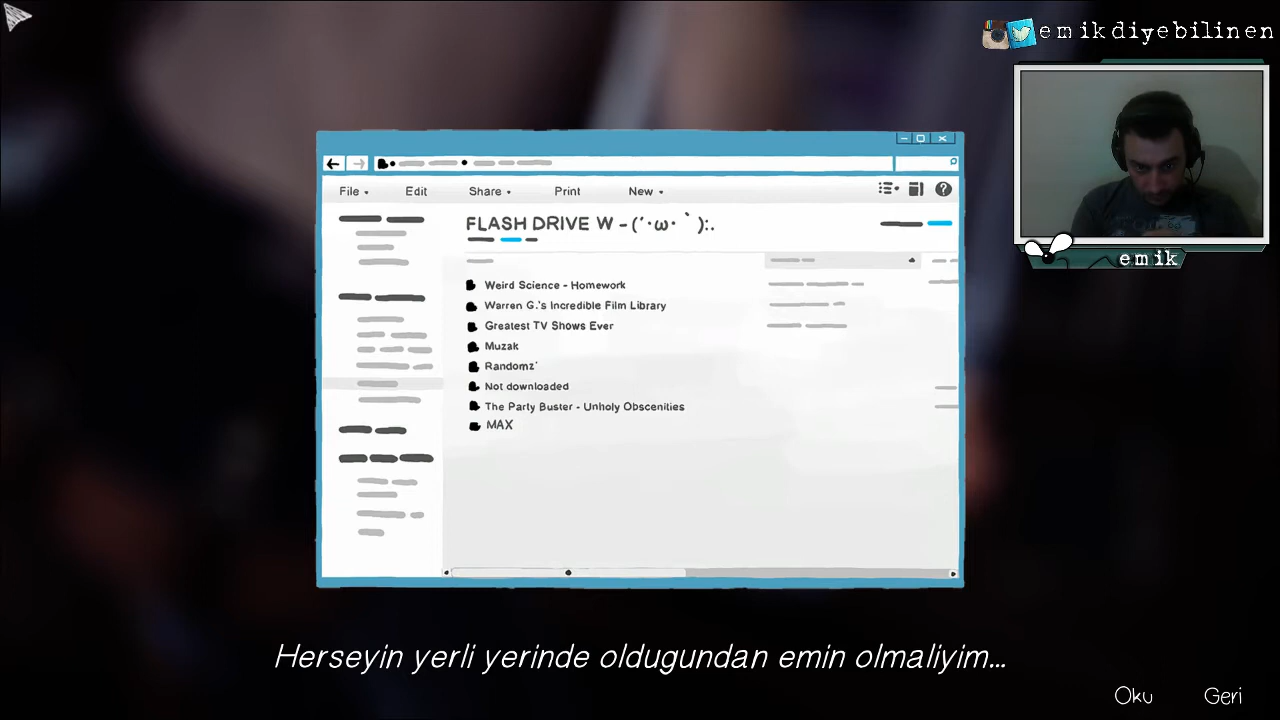 emikdiyebilinen
emik
File
Edit
Share
Print
New
?
FLASH DRIVE W -(´･ω･`):.
Weird Science - Homework
Warren G.'s Incredible Film Library
Greatest TV Shows Ever
Muzak
Randomz'
Not downloaded
The Party Buster - Unholy Obscenities
MAX
Herseyin yerli yerinde oldugundan emin olmaliyim...
Oku
Geri